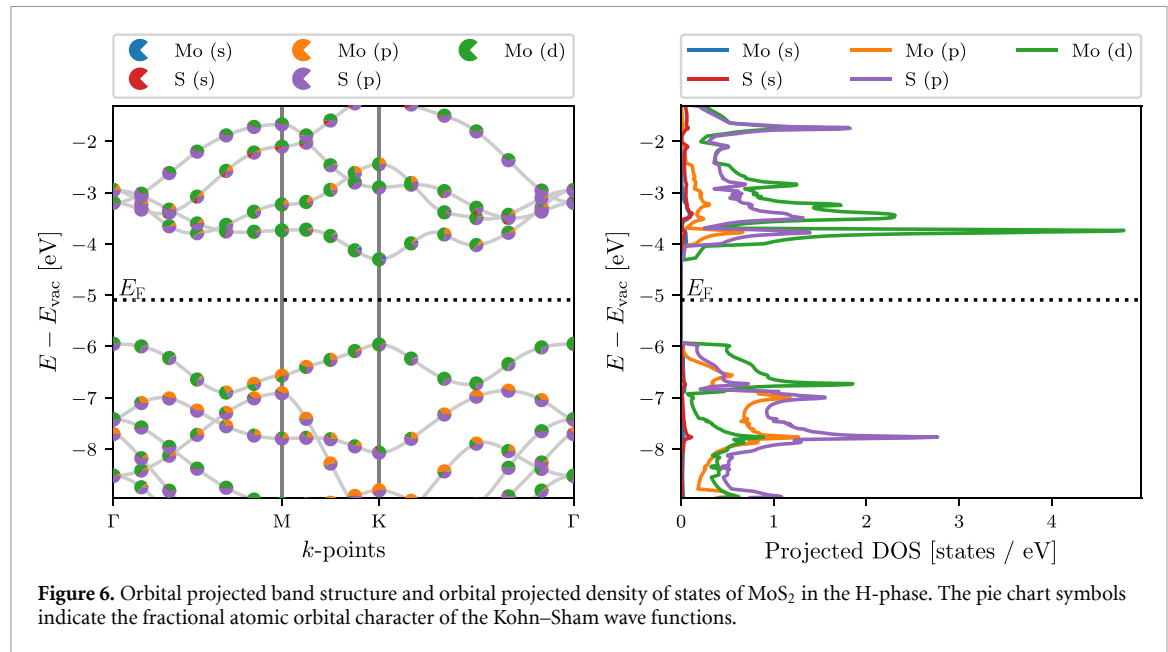 Mo (s) Mo (p) Mo (d)
S (s) S (p)
Mo (s) Mo (p) Mo (d)
S (s) S (p)
E − E_vac [eV]
−2
−3
−4
−5
−6
−7
−8
E_F
Γ M K Γ
k-points
E − E_vac [eV]
−2
−3
−4
−5
−6
−7
−8
E_F
0 1 2 3 4
Projected DOS [states / eV]
Figure 6. Orbital projected band structure and orbital projected density of states of MoS₂ in the H-phase. The pie chart symbols
indicate the fractional atomic orbital character of the Kohn–Sham wave functions.